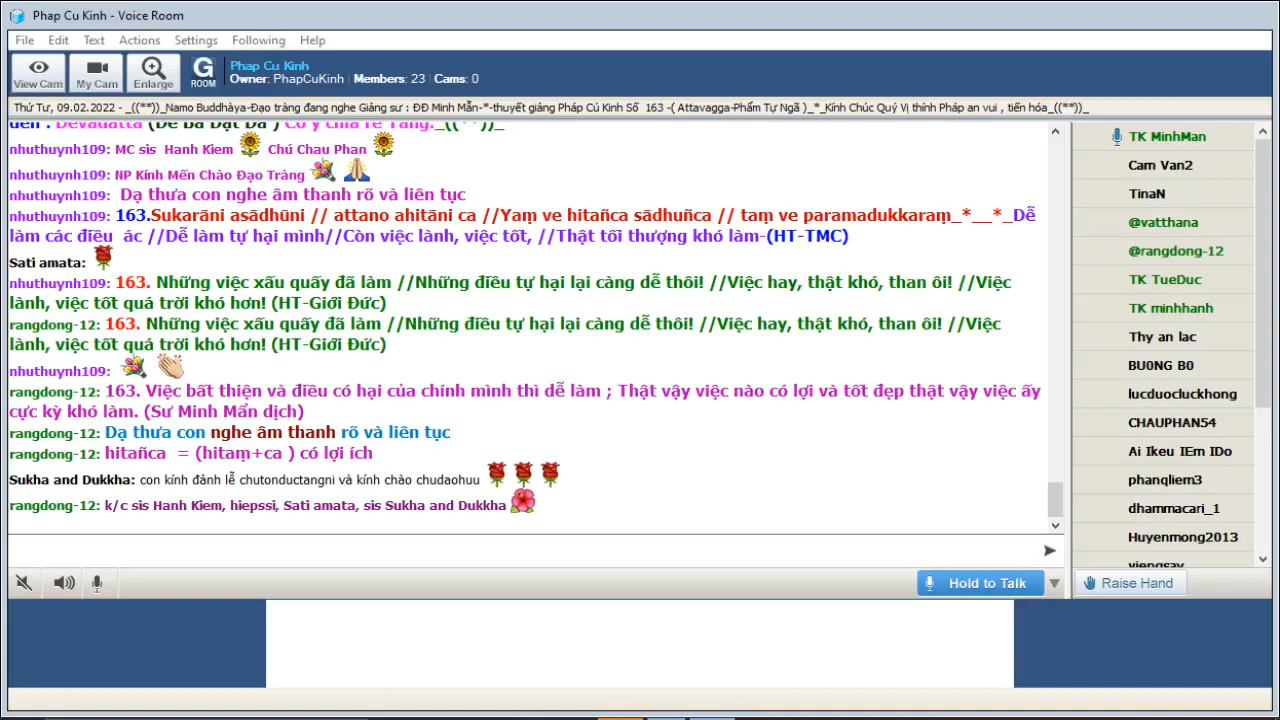 Phap Cu Kinh - Voice Room
File Edit Text Actions Settings Following Help
View Cam My Cam Enlarge G ROOM
Phap Cu Kinh
Owner: PhapCuKinh | Members: 23 | Cams: 0
Thứ Tư, 09.02.2022 - _((**))_Namo Buddhàya-Đạo tràng đang nghe Giảng sư : ĐĐ Minh Mẫn-*-thuyết giảng Pháp Cú Kinh Số 163 -( Attavagga-Phẩm Tự Ngã )_*_Kính Chúc Quý Vị thính Pháp an vui , tiến hóa_((**))_
đến : Devadatta (Đề Bà Đạt Đa ) Cố ý chia rẽ Tăng._((**))_
nhuthuynh109: MC sis Hanh Kiem Chú Chau Phan
nhuthuynh109: NP Kính Mến Chào Đạo Tràng
nhuthuynh109: Dạ thưa con nghe âm thanh rõ và liên tục
nhuthuynh109: 163.Sukarāni asādhūni // attano ahitāni ca //Yaṃ ve hitañca sādhuñca // taṃ ve paramadukkaraṃ_*__*_Dễ
làm các điều ác //Dễ làm tự hại mình//Còn việc lành, việc tốt, //Thật tối thượng khó làm-(HT-TMC)
Sati amata:
nhuthuynh109: 163. Những việc xấu quấy đã làm //Những điều tự hại lại càng dễ thôi! //Việc hay, thật khó, than ôi! //Việc
lành, việc tốt quá trời khó hơn! (HT-Giới Đức)
rangdong-12: 163. Những việc xấu quấy đã làm //Những điều tự hại lại càng dễ thôi! //Việc hay, thật khó, than ôi! //Việc
lành, việc tốt quá trời khó hơn! (HT-Giới Đức)
nhuthuynh109:
rangdong-12: 163. Việc bất thiện và điều có hại của chính mình thì dễ làm ; Thật vậy việc nào có lợi và tốt đẹp thật vậy việc ấy
cực kỳ khó làm. (Sư Minh Mẩn dịch)
rangdong-12: Dạ thưa con nghe âm thanh rõ và liên tục
rangdong-12: hitañca = (hitaṃ+ca ) có lợi ích
Sukha and Dukkha: con kính đảnh lễ chutonductangni và kính chào chudaohuu
rangdong-12: k/c sis Hanh Kiem, hiepssi, Sati amata, sis Sukha and Dukkha
TK MinhMan
Cam Van2
TinaN
@vatthana
@rangdong-12
TK TueDuc
TK minhhanh
Thy an lac
BU0NG B0
lucduocluckhong
CHAUPHAN54
Ai Ikeu IEm IDo
phanqliem3
dhammacari_1
Huyenmong2013
viengsay
Hold to Talk
Raise Hand